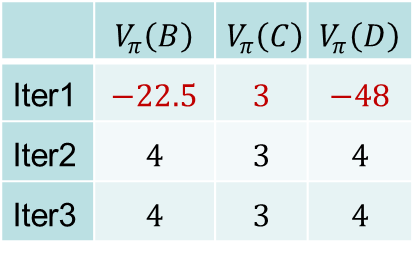 Vπ(B) Vπ(C) Vπ(D)
Iter1 −22.5 3 −48
Iter2 4 3 4
Iter3 4 3 4